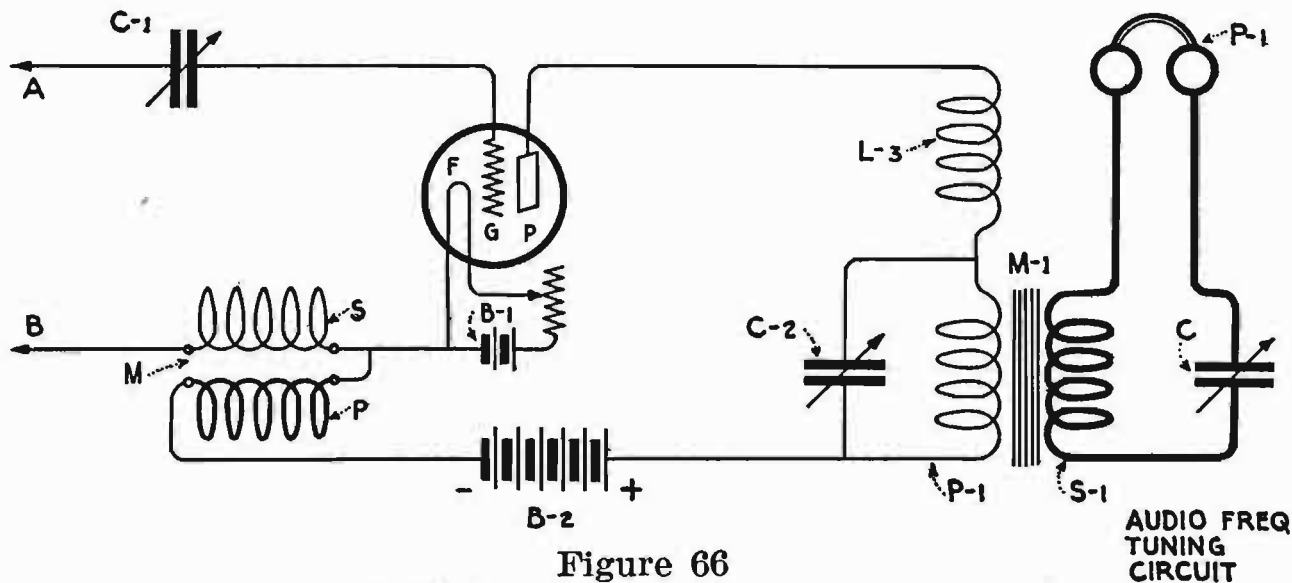 C-1
P-1
A
L-3
F
G
P
M-1
B-1
S
C-2
C
B
M
P
- +
P-1
S-1
B-2
AUDIO FREQ
TUNING
CIRCUIT
Figure 66